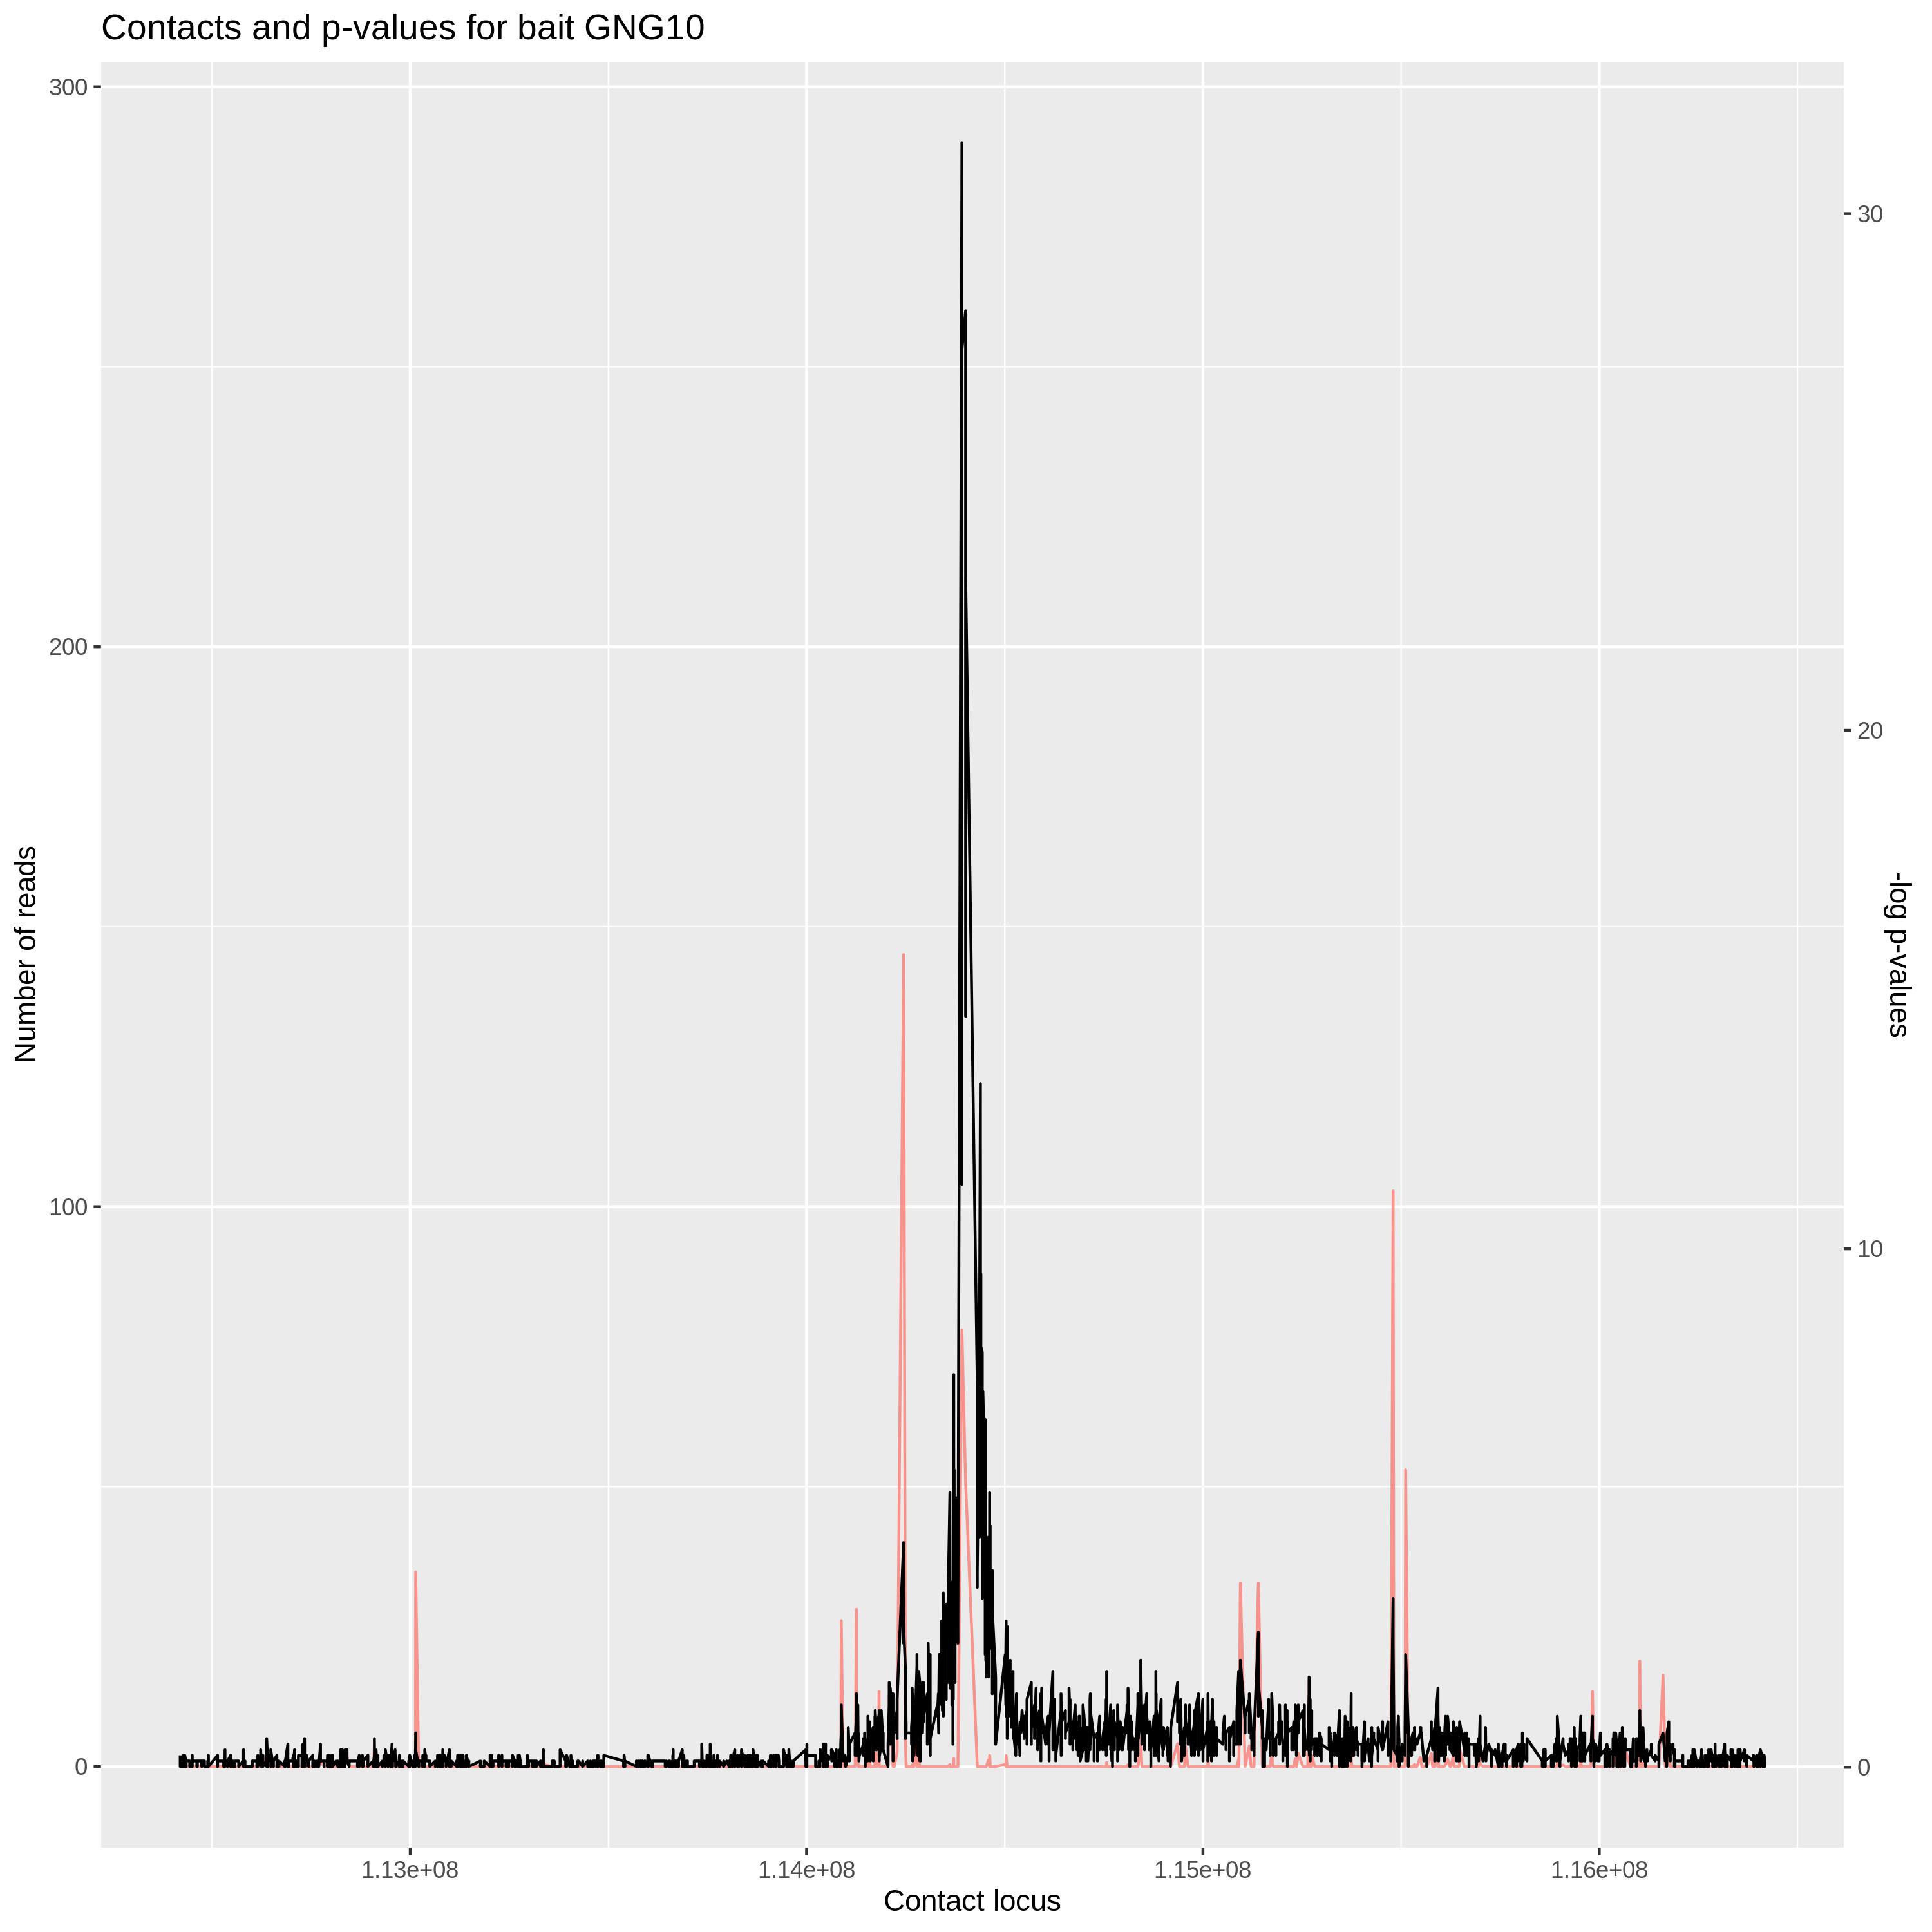 Contacts and p-values for bait GNG10
300
200
100
0
Number of reads
30
20
10
0
-log p-values
1.13e+08
1.14e+08
1.15e+08
1.16e+08
Contact locus